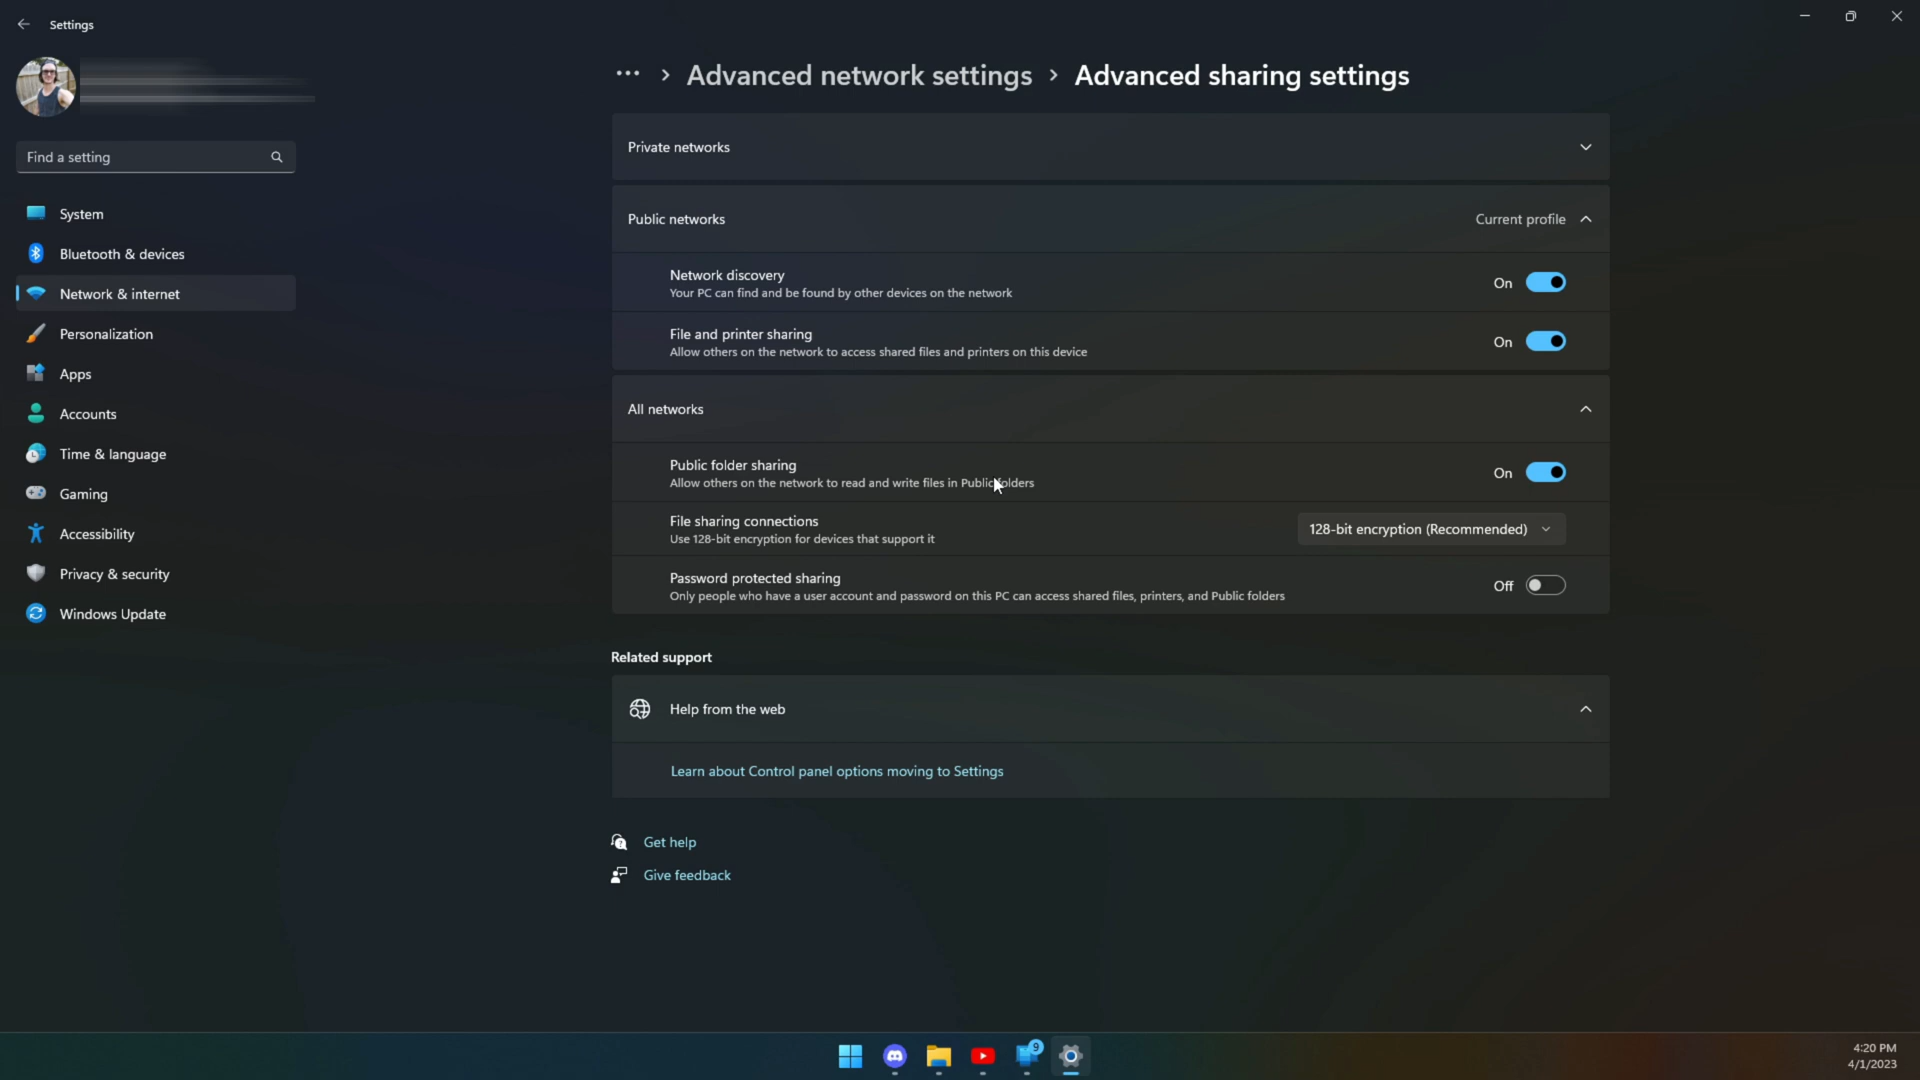 Settings
··· > Advanced network settings > Advanced sharing settings
Find a setting
System
Bluetooth & devices
Network & internet
Personalization
Apps
Accounts
Time & language
Gaming
Accessibility
Privacy & security
Windows Update
Private networks
Public networks
Current profile
Network discovery
Your PC can find and be found by other devices on the network
On
File and printer sharing
Allow others on the network to access shared files and printers on this device
On
All networks
Public folder sharing
Allow others on the network to read and write files in Public folders
On
File sharing connections
Use 128-bit encryption for devices that support it
128-bit encryption (Recommended)
Password protected sharing
Only people who have a user account and password on this PC can access shared files, printers, and Public folders
Off
Related support
Help from the web
Learn about Control panel options moving to Settings
Get help
Give feedback
9
4:20 PM
4/1/2023